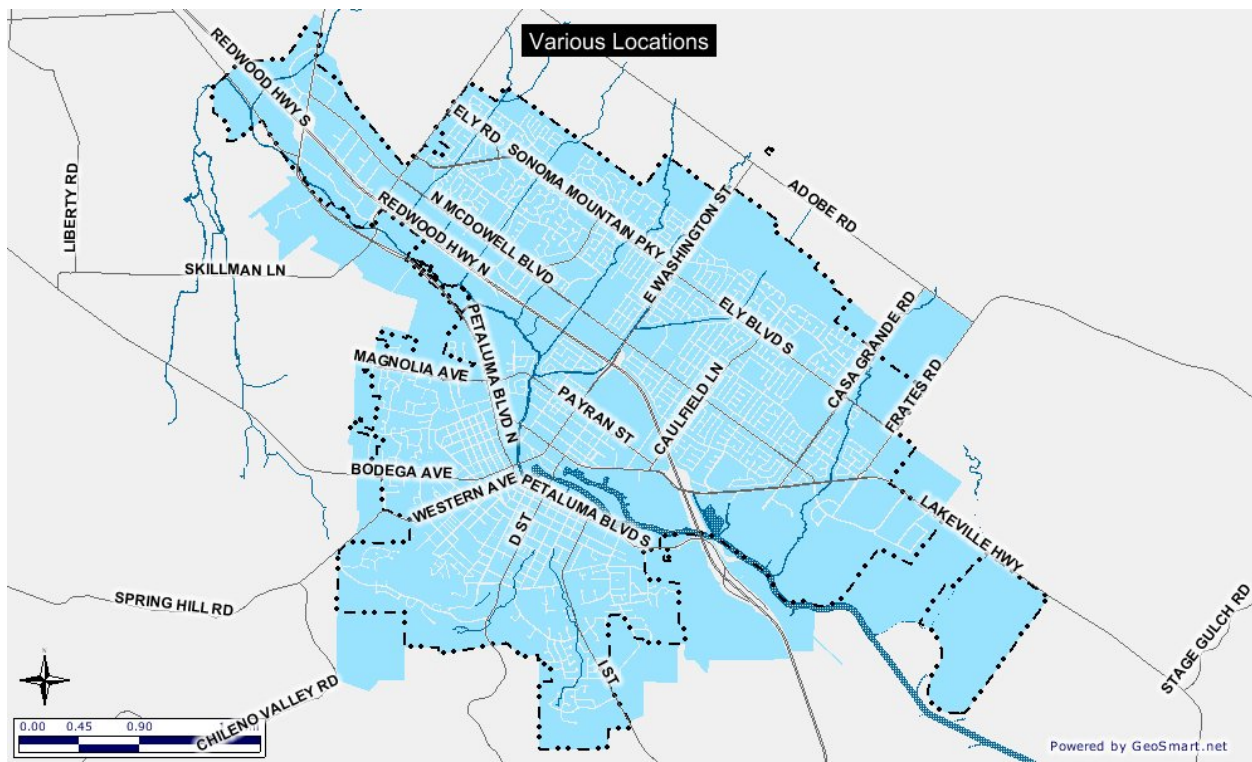 Various Locations
REDWOOD HWY S
ELY RD
SONOMA MOUNTAIN PKY
ADOBE RD
E WASHINGTON ST
LIBERTY RD
N MCDOWELL BLVD
REDWOOD HWY N
SKILLMAN LN
ELY BLVD S
CASA GRANDE RD
FRATES RD
PETALUMA BLVD N
MAGNOLIA AVE
PAYRAN ST
CAULFIELD LN
BODEGA AVE
WESTERN AVE
PETALUMA BLVD S
D ST
LAKEVILLE HWY
SPRING HILL RD
STAGE GULCH RD
I ST
CHILENO VALLEY RD
0.00 0.45 0.90
Powered by GeoSmart.net